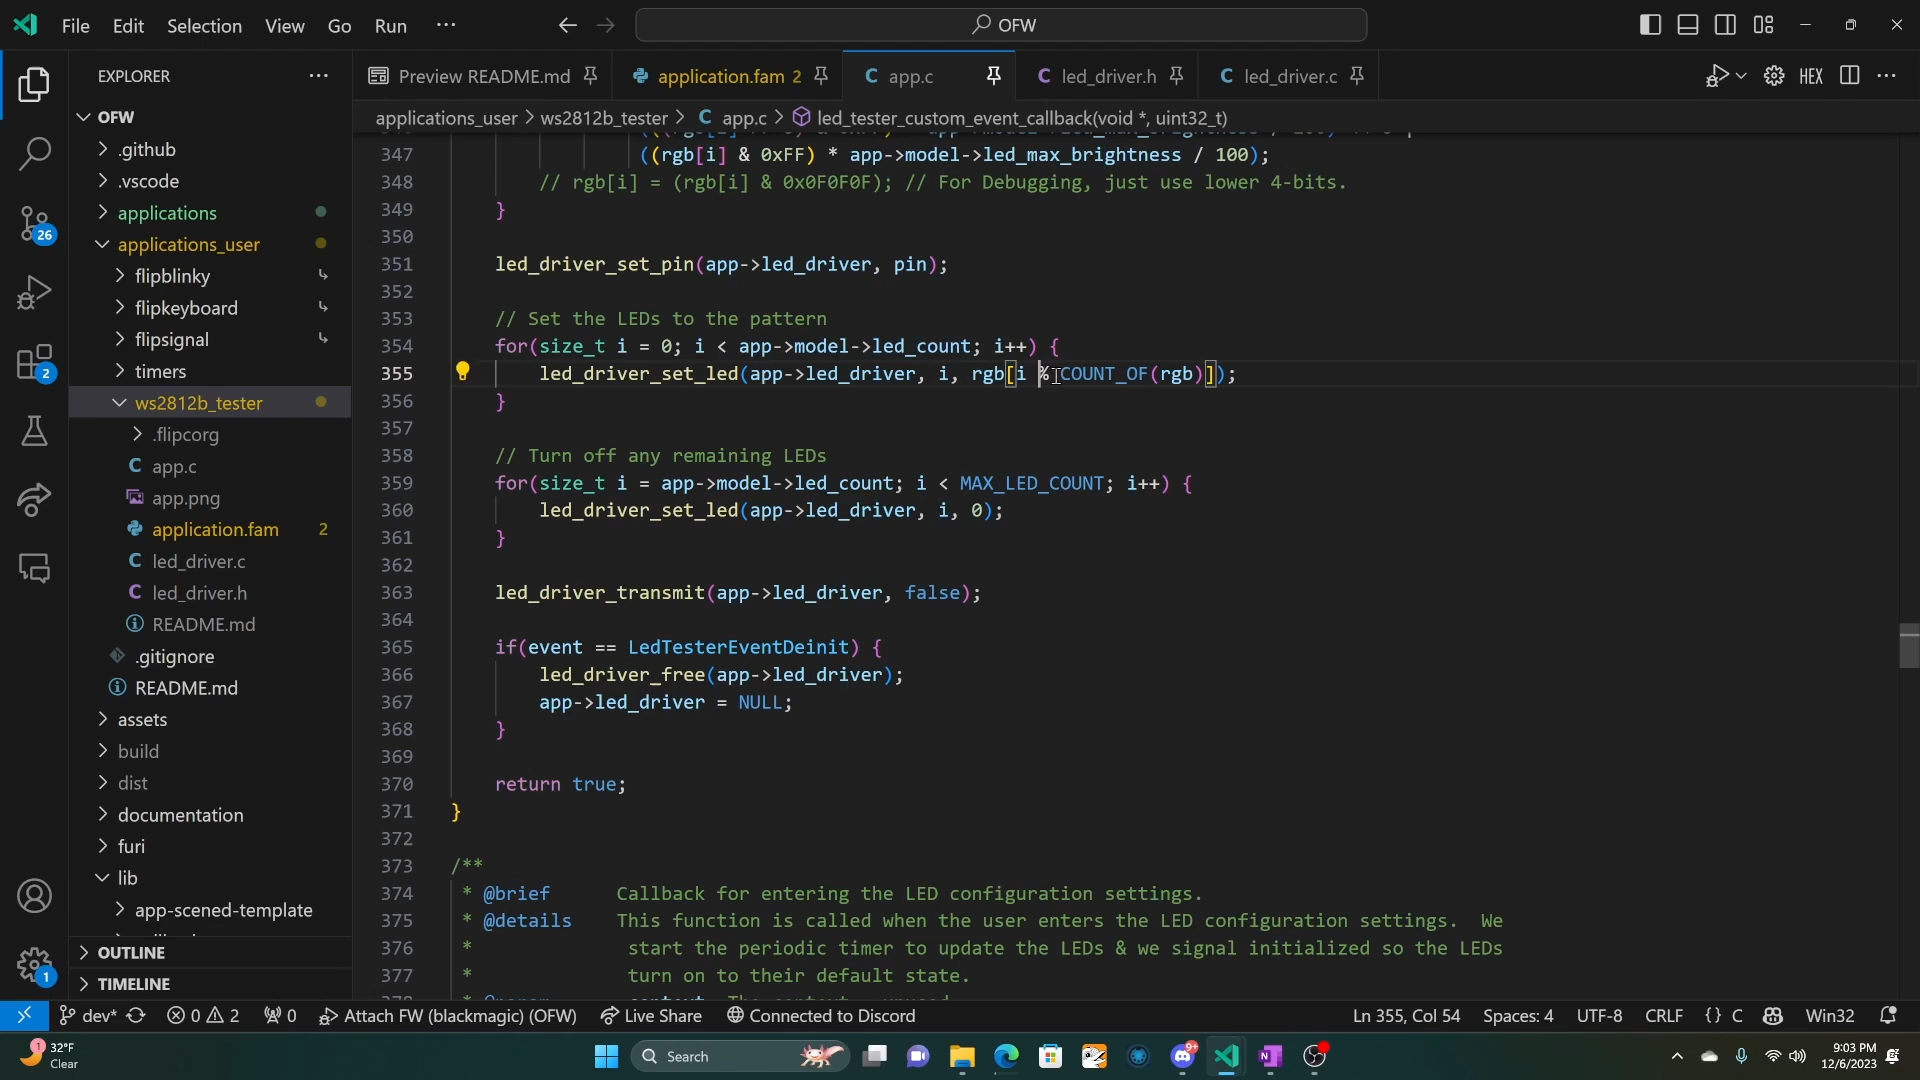 File Edit Selection View Go Run ··· OFW
EXPLORER ···
OFW
.github
.vscode
applications
applications_user
flipblinky
flipkeyboard
flipsignal
timers
ws2812b_tester
.flipcorg
app.c
app.png
application.fam 2
led_driver.c
led_driver.h
README.md
.gitignore
README.md
assets
build
dist
documentation
furi
lib
app-scened-template
OUTLINE
TIMELINE
26
2
1
Preview README.md application.fam 2 app.c led_driver.h led_driver.c HEX ···
applications_user > ws2812b_tester > C app.c > led_tester_custom_event_callback(void *, uint32_t)
347 ((rgb[i] & 0xFF) * app->model->led_max_brightness / 100);
348 // rgb[i] = (rgb[i] & 0x0F0F0F); // For Debugging, just use lower 4-bits.
349 }
350
351 led_driver_set_pin(app->led_driver, pin);
352
353 // Set the LEDs to the pattern
354 for(size_t i = 0; i < app->model->led_count; i++) {
355 led_driver_set_led(app->led_driver, i, rgb[i % COUNT_OF(rgb)]);
356 }
357
358 // Turn off any remaining LEDs
359 for(size_t i = app->model->led_count; i < MAX_LED_COUNT; i++) {
360 led_driver_set_led(app->led_driver, i, 0);
361 }
362
363 led_driver_transmit(app->led_driver, false);
364
365 if(event == LedTesterEventDeinit) {
366 led_driver_free(app->led_driver);
367 app->led_driver = NULL;
368 }
369
370 return true;
371 }
372
373 /**
374 * @brief Callback for entering the LED configuration settings.
375 * @details This function is called when the user enters the LED configuration settings. We
376 * start the periodic timer to update the LEDs & we signal initialized so the LEDs
377 * turn on to their default state.
dev* 0 2 0 Attach FW (blackmagic) (OFW) Live Share Connected to Discord Ln 355, Col 54 Spaces: 4 UTF-8 CRLF {} C Win32
32°F
Clear
Search
9+
9:03 PM
12/6/2023